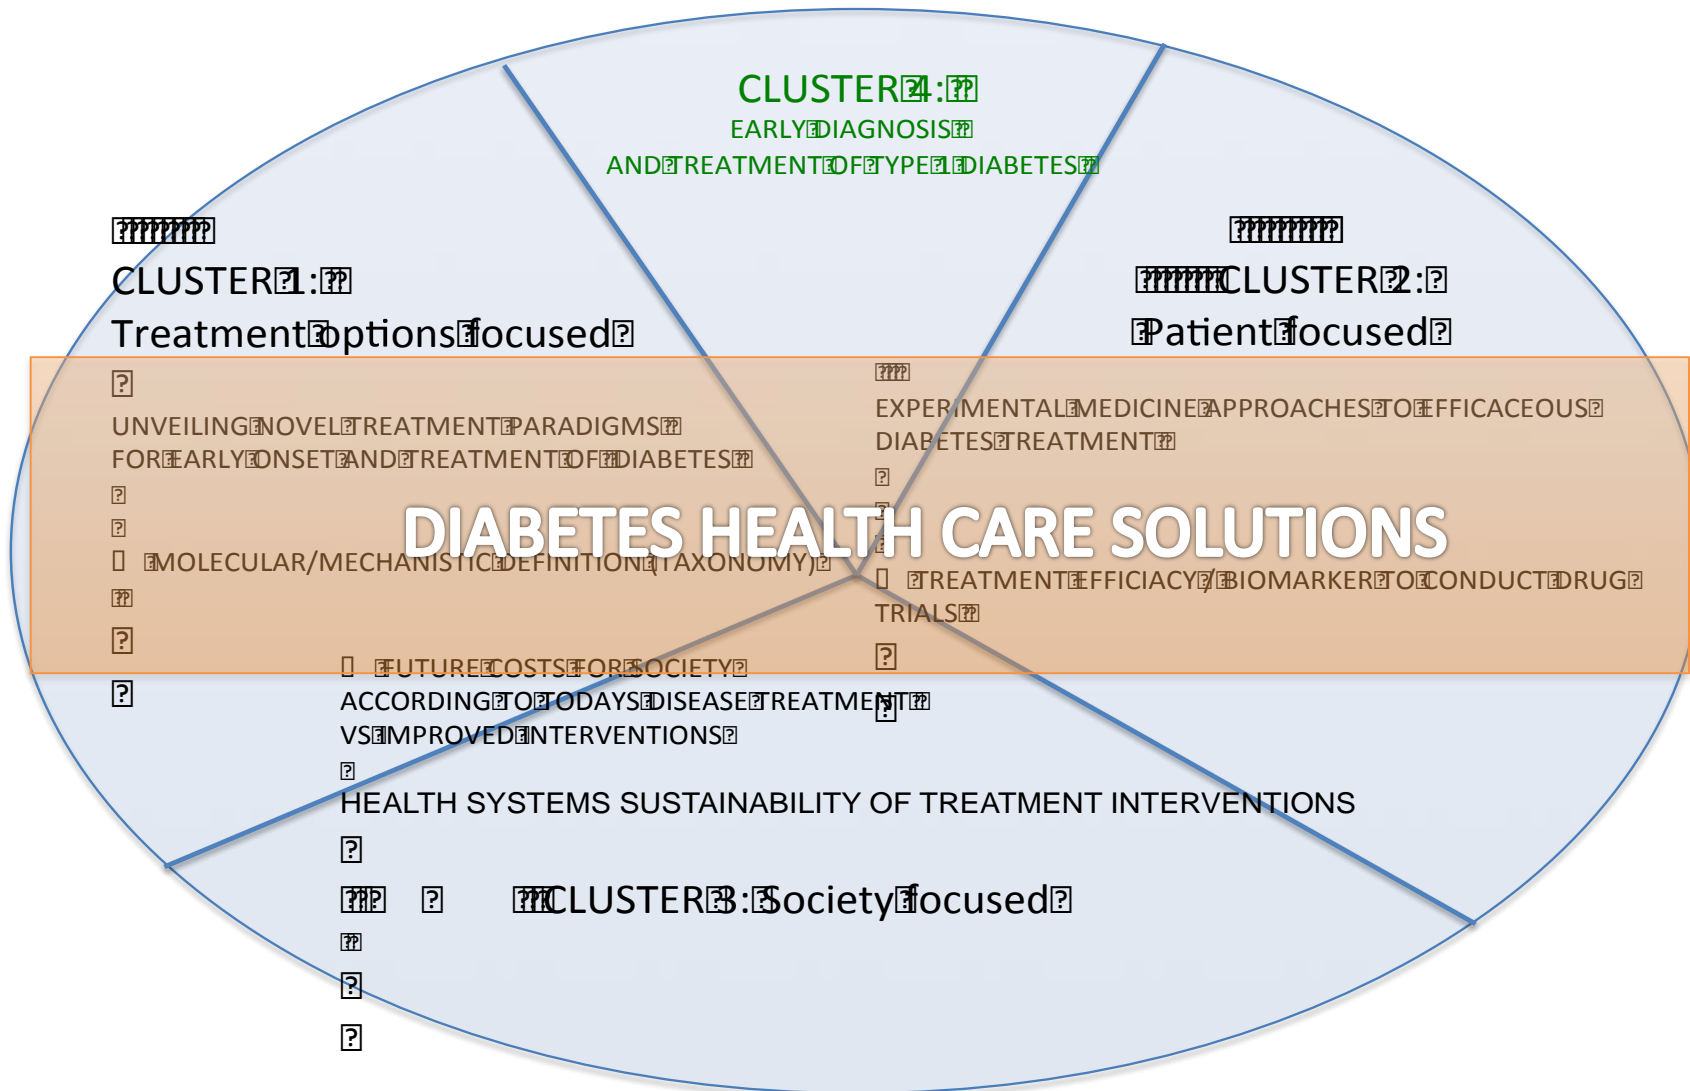 CLUSTER 4:
EARLY DIAGNOSIS
AND TREATMENT OF TYPE 1 DIABETES
CLUSTER 1:
Treatment options focused
UNVEILING NOVEL TREATMENT PARADIGMS
FOR EARLY ONSET AND TREATMENT OF DIABETES
MOLECULAR/MECHANISTIC DEFINITION (TAXONOMY)
CLUSTER 2:
Patient focused
EXPERIMENTAL MEDICINE APPROACHES TO EFFICACEOUS
DIABETES TREATMENT
TREATMENT EFFICIACY / BIOMARKER TO CONDUCT DRUG
TRIALS
DIABETES HEALTH CARE SOLUTIONS
FUTURE COSTS FOR SOCIETY
ACCORDING TO TODAYS DISEASE TREATMENT
VS IMPROVED INTERVENTIONS
HEALTH SYSTEMS SUSTAINABILITY OF TREATMENT INTERVENTIONS
CLUSTER 3: Society focused